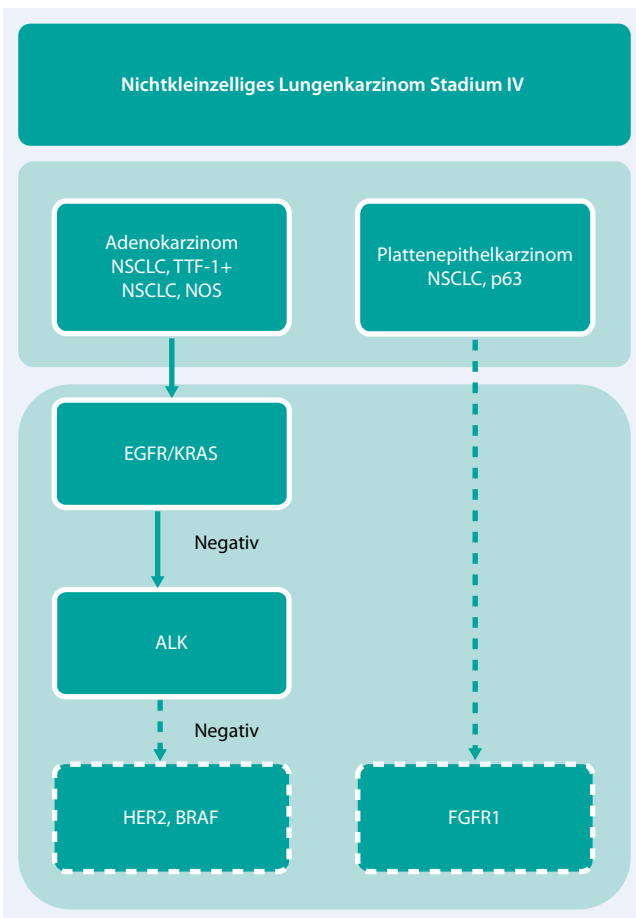 Nichtkleinzelliges Lungenkarzinom Stadium IV
Adenokarzinom
NSCLC, TTF-1+
NSCLC, NOS
Plattenepithelkarzinom
NSCLC, p63
EGFR/KRAS
Negativ
ALK
Negativ
HER2, BRAF
FGFR1